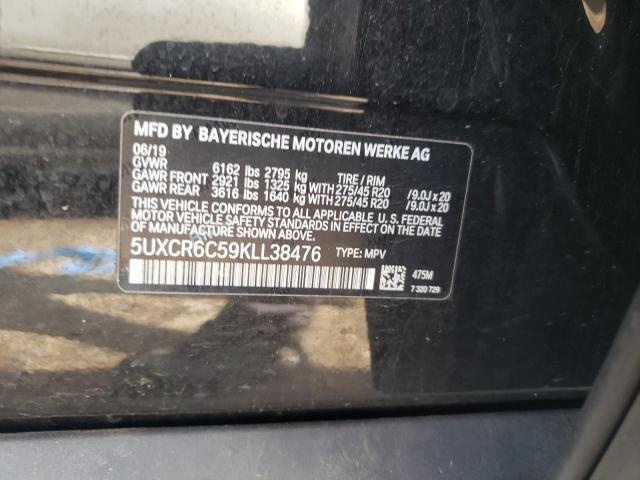 MFD BY BAYERISCHE MOTOREN WERKE AG
06/19
GVWR 6162 lbs 2795 kg TIRE / RIM
GAWR FRONT 2921 lbs 1325 kg WITH 275/45 R20 /9.0J x 20
GAWR REAR 3616 lbs 1640 kg WITH 275/45 R20 /9.0J x 20
THIS VEHICLE CONFORMS TO ALL APPLICABLE U. S. FEDERAL
MOTOR VEHICLE SAFETY STANDARDS IN EFFECT ON THE DATE
OF MANUFACTURE SHOWN ABOVE.
5UXCR6C59KLL38476 TYPE: MPV
475M
7 320 729